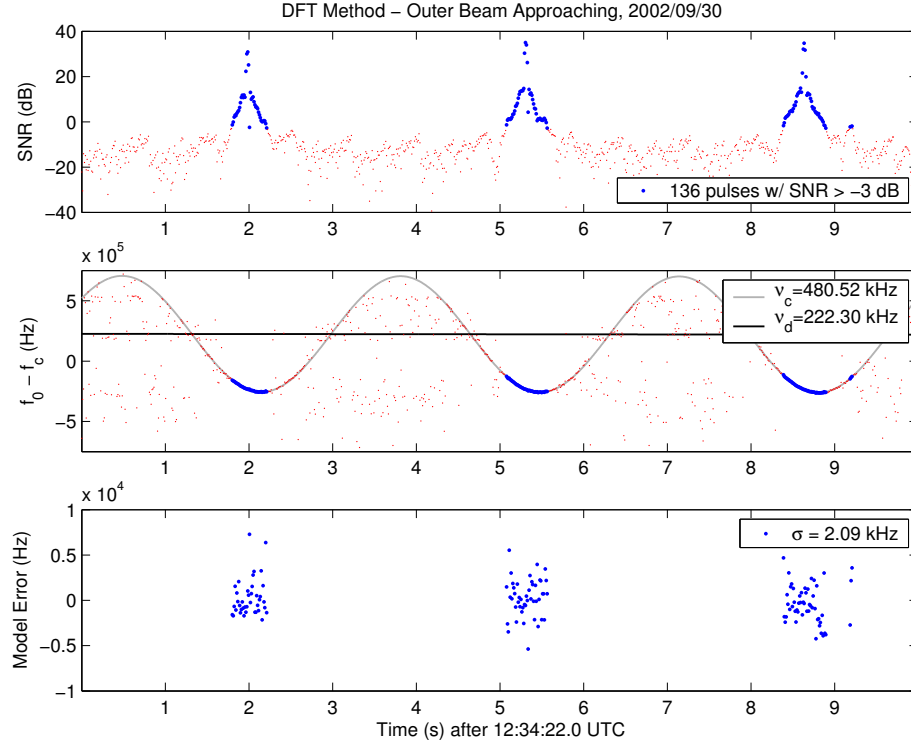 DFT Method – Outer Beam Approaching, 2002/09/30
SNR (dB)
40
20
0
−20
−40
136 pulses w/ SNR > −3 dB
1 2 3 4 5 6 7 8 9
x 10^5
f_0 – f_c (Hz)
5
0
−5
ν_c=480.52 kHz
ν_d=222.30 kHz
1 2 3 4 5 6 7 8 9
x 10^4
Model Error (Hz)
1
0.5
0
−0.5
−1
σ = 2.09 kHz
1 2 3 4 5 6 7 8 9
Time (s) after 12:34:22.0 UTC